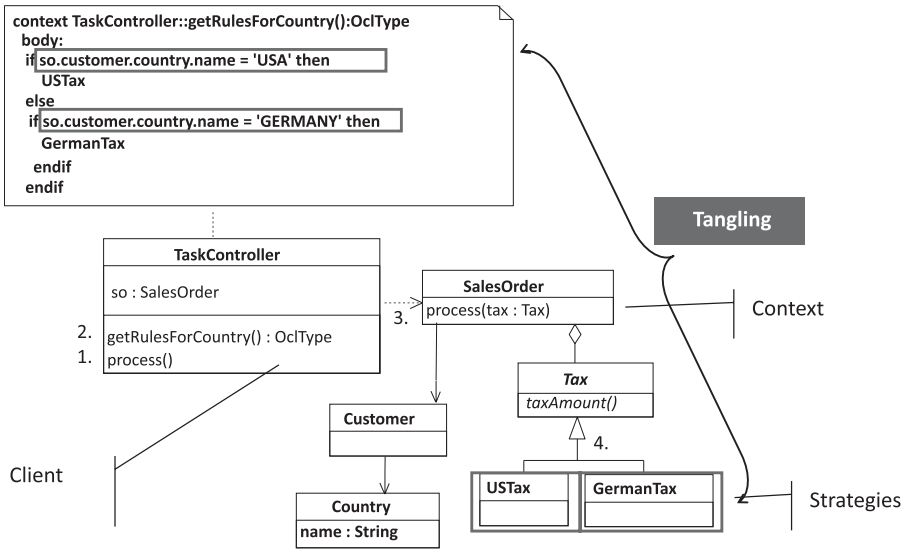 context TaskController::getRulesForCountry():OclType
body:
if so.customer.country.name = 'USA' then
USTax
else
if so.customer.country.name = 'GERMANY' then
GermanTax
endif
endif
Tangling
TaskController
so : SalesOrder
2. getRulesForCountry() : OclType
1. process()
3.
SalesOrder
process(tax : Tax)
Context
Tax
taxAmount()
4.
Customer
Client
Country
name : String
USTax
GermanTax
Strategies